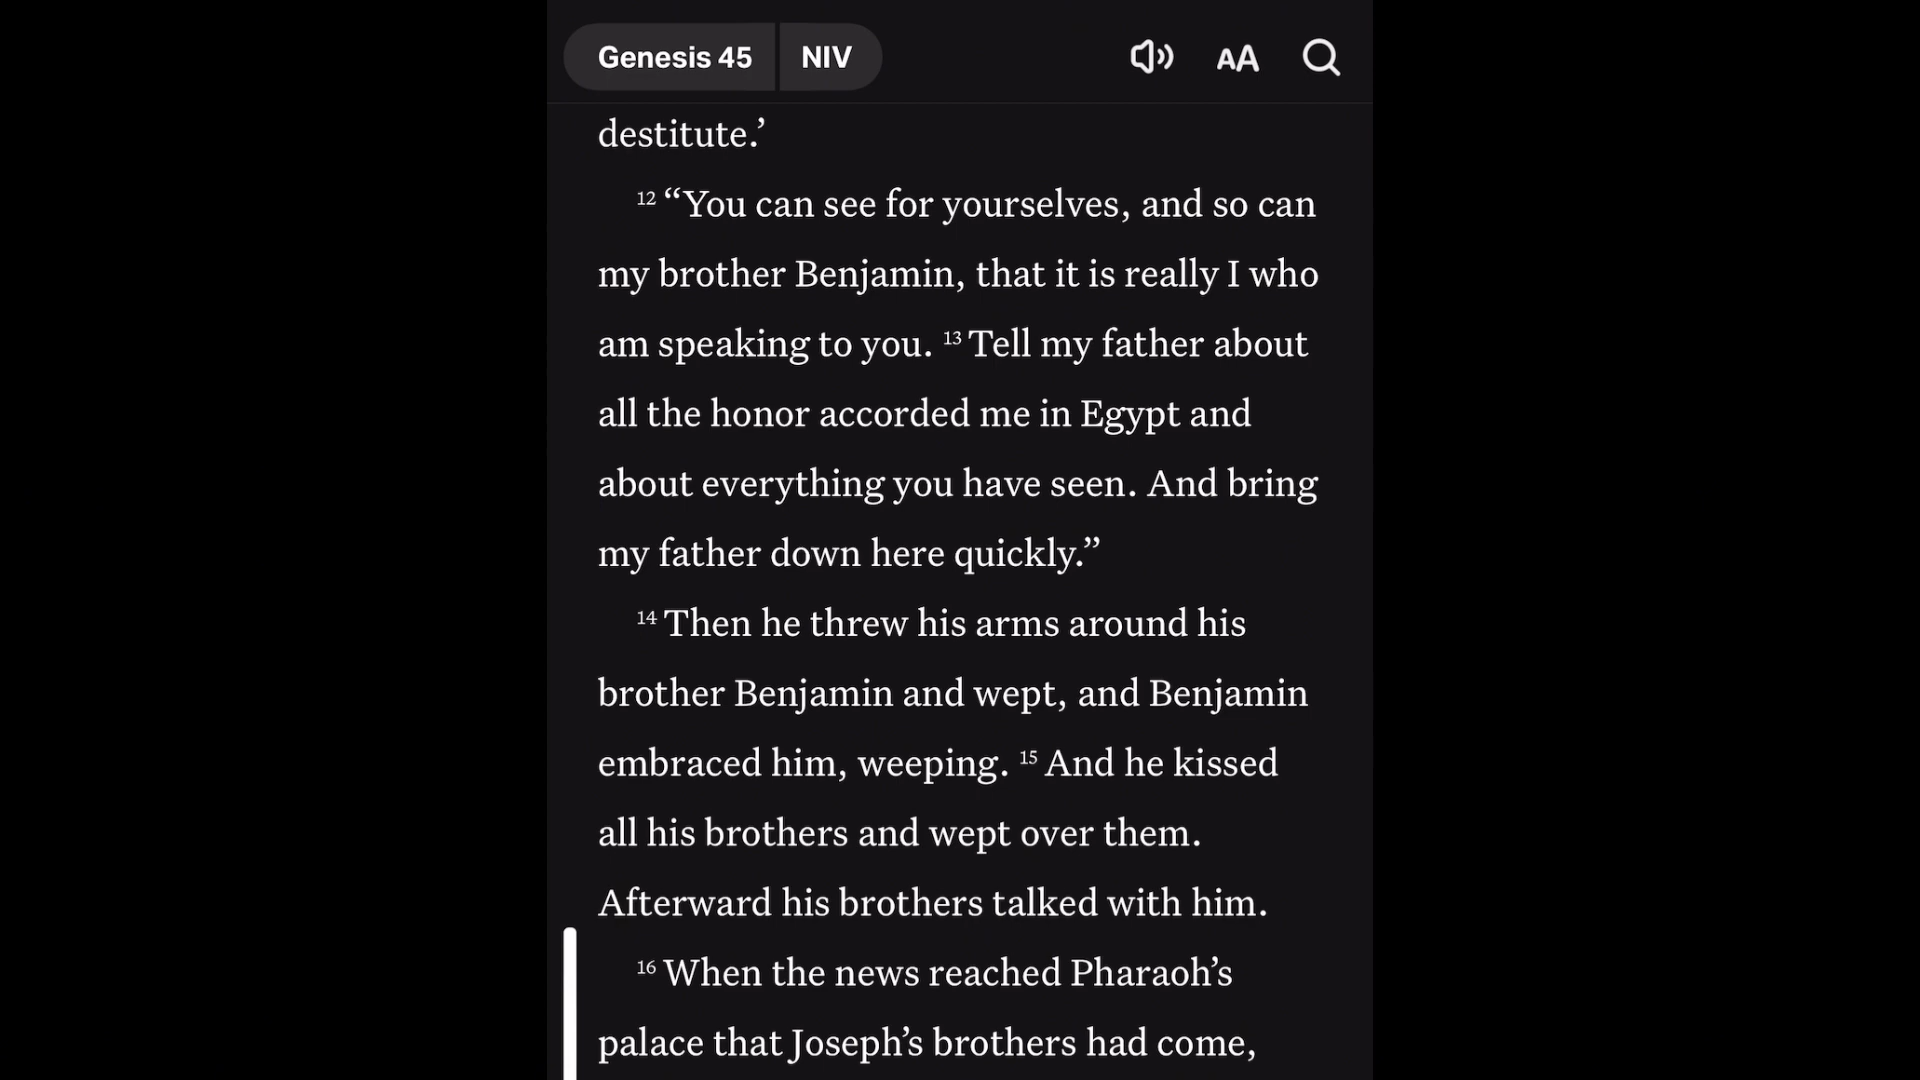 Genesis 45 NIV AA
destitute.’
12 “You can see for yourselves, and so can
my brother Benjamin, that it is really I who
am speaking to you. 13 Tell my father about
all the honor accorded me in Egypt and
about everything you have seen. And bring
my father down here quickly.”
14 Then he threw his arms around his
brother Benjamin and wept, and Benjamin
embraced him, weeping. 15 And he kissed
all his brothers and wept over them.
Afterward his brothers talked with him.
16 When the news reached Pharaoh’s
palace that Joseph’s brothers had come,